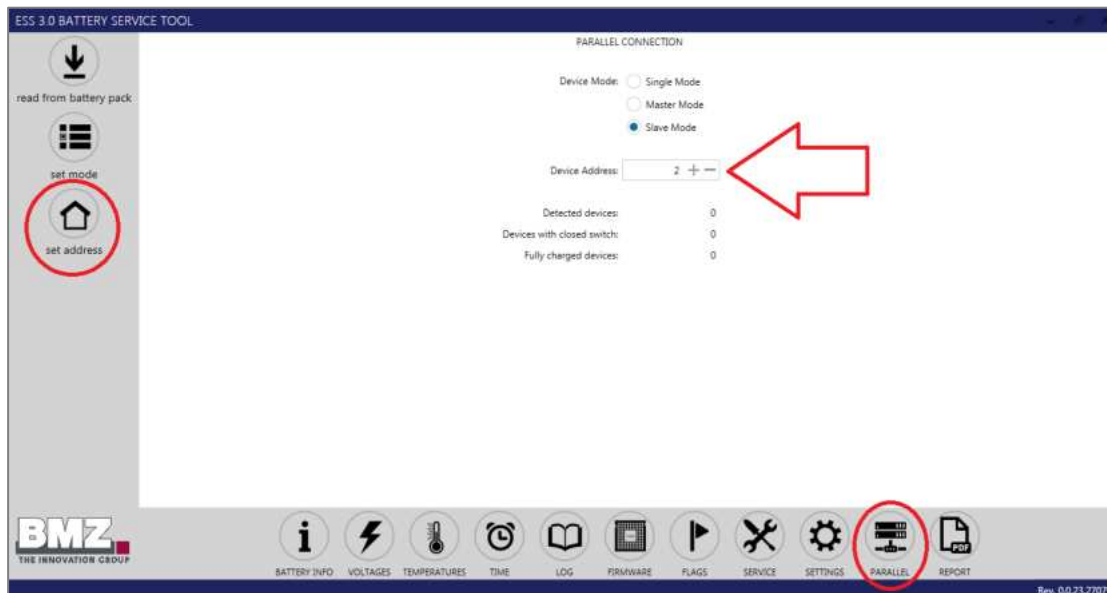 ESS 3.0 BATTERY SERVICE TOOL
PARALLEL CONNECTION
read from battery pack
set mode
set address
Device Mode: Single Mode
Master Mode
Slave Mode
Device Address: 2
Detected devices: 0
Devices with closed switch: 0
Fully charged devices: 0
BMZ
THE INNOVATION GROUP
BATTERY INFO
VOLTAGES
TEMPERATURES
TIME
LOG
FIRMWARE
FLAGS
SERVICE
SETTINGS
PARALLEL
PDF
REPORT